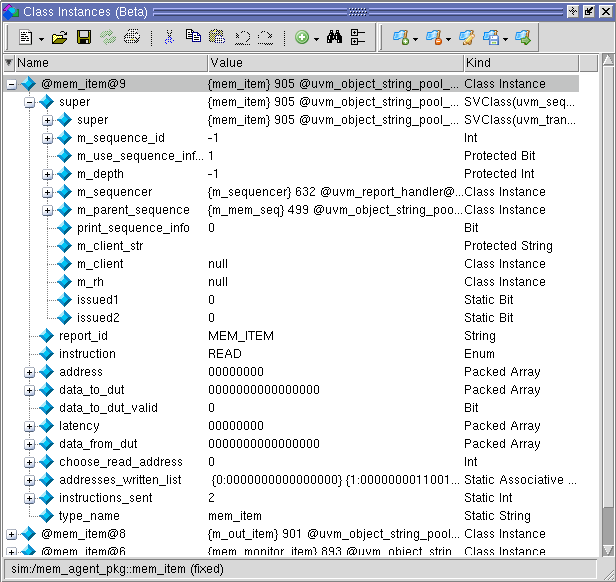 Class Instances (Beta)
Name Value Kind
@mem_item@9 {mem_item} 905 @uvm_object_string_pool_... Class Instance
super {mem_item} 905 @uvm_object_string_pool_... SVClass(uvm_seq...
super {mem_item} 905 @uvm_object_string_pool_... SVClass(uvm_tran...
m_sequence_id -1 Int
m_use_sequence_inf... 1 Protected Bit
m_depth -1 Protected Int
m_sequencer {m_sequencer} 632 @uvm_report_handler@... Class Instance
m_parent_sequence {m_mem_seq} 499 @uvm_object_string_poo... Class Instance
print_sequence_info 0 Bit
m_client_str Protected String
m_client null Class Instance
m_rh null Class Instance
issued1 0 Static Bit
issued2 0 Static Bit
report_id MEM_ITEM String
instruction READ Enum
address 00000000 Packed Array
data_to_dut 0000000000000000 Packed Array
data_to_dut_valid 0 Bit
latency 00000000 Packed Array
data_from_dut 0000000000000000 Packed Array
choose_read_address 0 Int
addresses_written_list {0:0000000000000000} {1:0000000011001... Static Associative ...
instructions_sent 2 Static Int
type_name mem_item Static String
@mem_item@8 {m_out_item} 901 @uvm_object_string_pool... Class Instance
@mem_item@6 {mem_monitor_item} 893 @uvm_object_strin... Class Instance
sim:/mem_agent_pkg::mem_item (fixed)